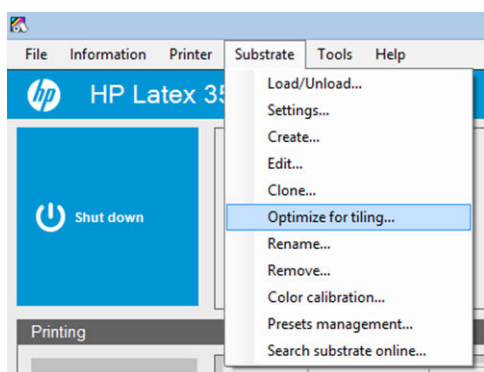 File Information Printer Substrate Tools Help
hp HP Latex 35
Load/Unload...
Settings...
Create...
Edit...
Clone...
Shut down
Optimize for tiling...
Rename...
Remove...
Color calibration...
Printing
Presets management...
Search substrate online...